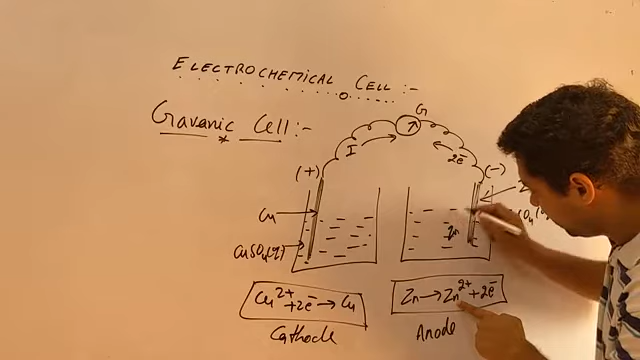 ELECTROCHEMICAL CELL :-
Gavanic Cell :-
G
I
2e̅
(+)
(-)
Cu
Zn
CuSO4(aq)
Cu²⁺ + 2e̅ → Cu
Zn → Zn²⁺ + 2e̅
Cathode
Anode